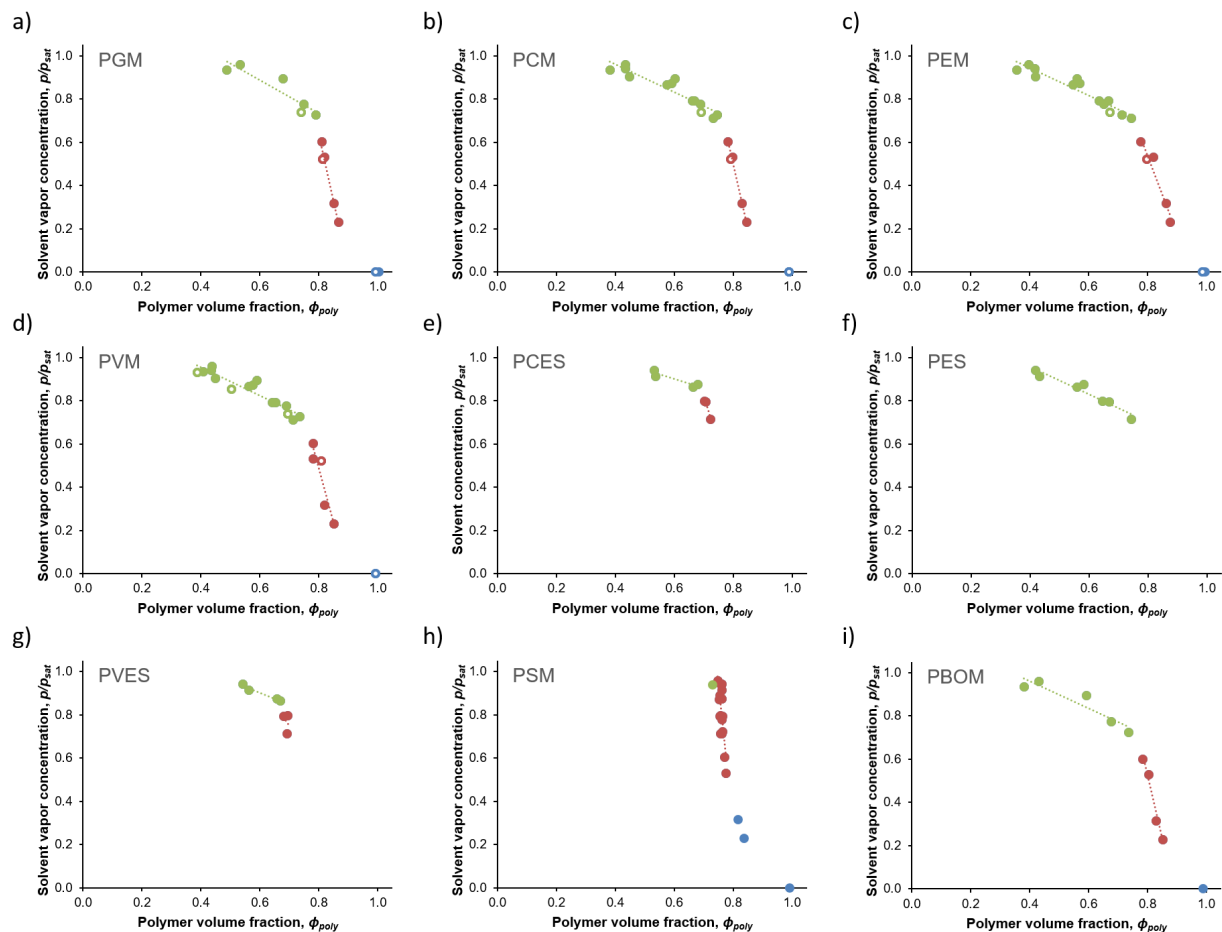 a)
b)
c)
PGM
PCM
PEM
Solvent vapor concentration, p/psat
1.0
0.8
0.6
0.4
0.2
0.0
0.0 0.2 0.4 0.6 0.8 1.0
Polymer volume fraction, ϕpoly
Solvent vapor concentration, p/psat
1.0
0.8
0.6
0.4
0.2
0.0
0.0 0.2 0.4 0.6 0.8 1.0
Polymer volume fraction, ϕpoly
Solvent vapor concentration, p/psat
1.0
0.8
0.6
0.4
0.2
0.0
0.0 0.2 0.4 0.6 0.8 1.0
Polymer volume fraction, ϕpoly
d)
e)
f)
PVM
PCES
PES
Solvent vapor concentration, p/psat
1.0
0.8
0.6
0.4
0.2
0.0
0.0 0.2 0.4 0.6 0.8 1.0
Polymer volume fraction, ϕpoly
Solvent concentration, p/psat
1.0
0.8
0.6
0.4
0.2
0.0
0.0 0.2 0.4 0.6 0.8 1.0
Polymer volume fraction, ϕpoly
Solvent vapor concentration, p/psat
1.0
0.8
0.6
0.4
0.2
0.0
0.0 0.2 0.4 0.6 0.8 1.0
Polymer volume fraction, ϕpoly
g)
h)
i)
PVES
PSM
PBOM
Solvent vapor concentration, p/psat
1.0
0.8
0.6
0.4
0.2
0.0
0.0 0.2 0.4 0.6 0.8 1.0
Polymer volume fraction, ϕpoly
Solvent vapor concentration, p/psat
1.0
0.8
0.6
0.4
0.2
0.0
0.0 0.2 0.4 0.6 0.8 1.0
Polymer volume fraction, ϕpoly
Solvent vapor concentration, p/psat
1.0
0.8
0.6
0.4
0.2
0.0
0.0 0.2 0.4 0.6 0.8 1.0
Polymer volume fraction, ϕpoly